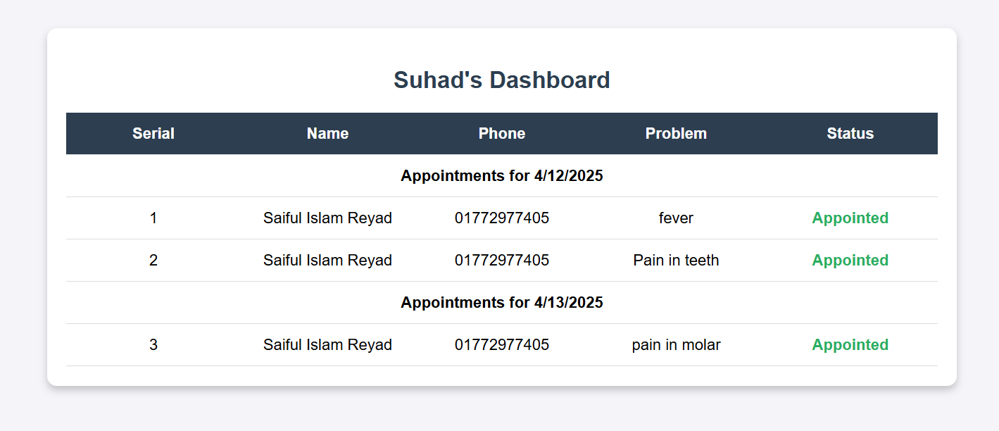 Suhad's Dashboard
Serial Name Phone Problem Status
Appointments for 4/12/2025
1 Saiful Islam Reyad 01772977405 fever Appointed
2 Saiful Islam Reyad 01772977405 Pain in teeth Appointed
Appointments for 4/13/2025
3 Saiful Islam Reyad 01772977405 pain in molar Appointed